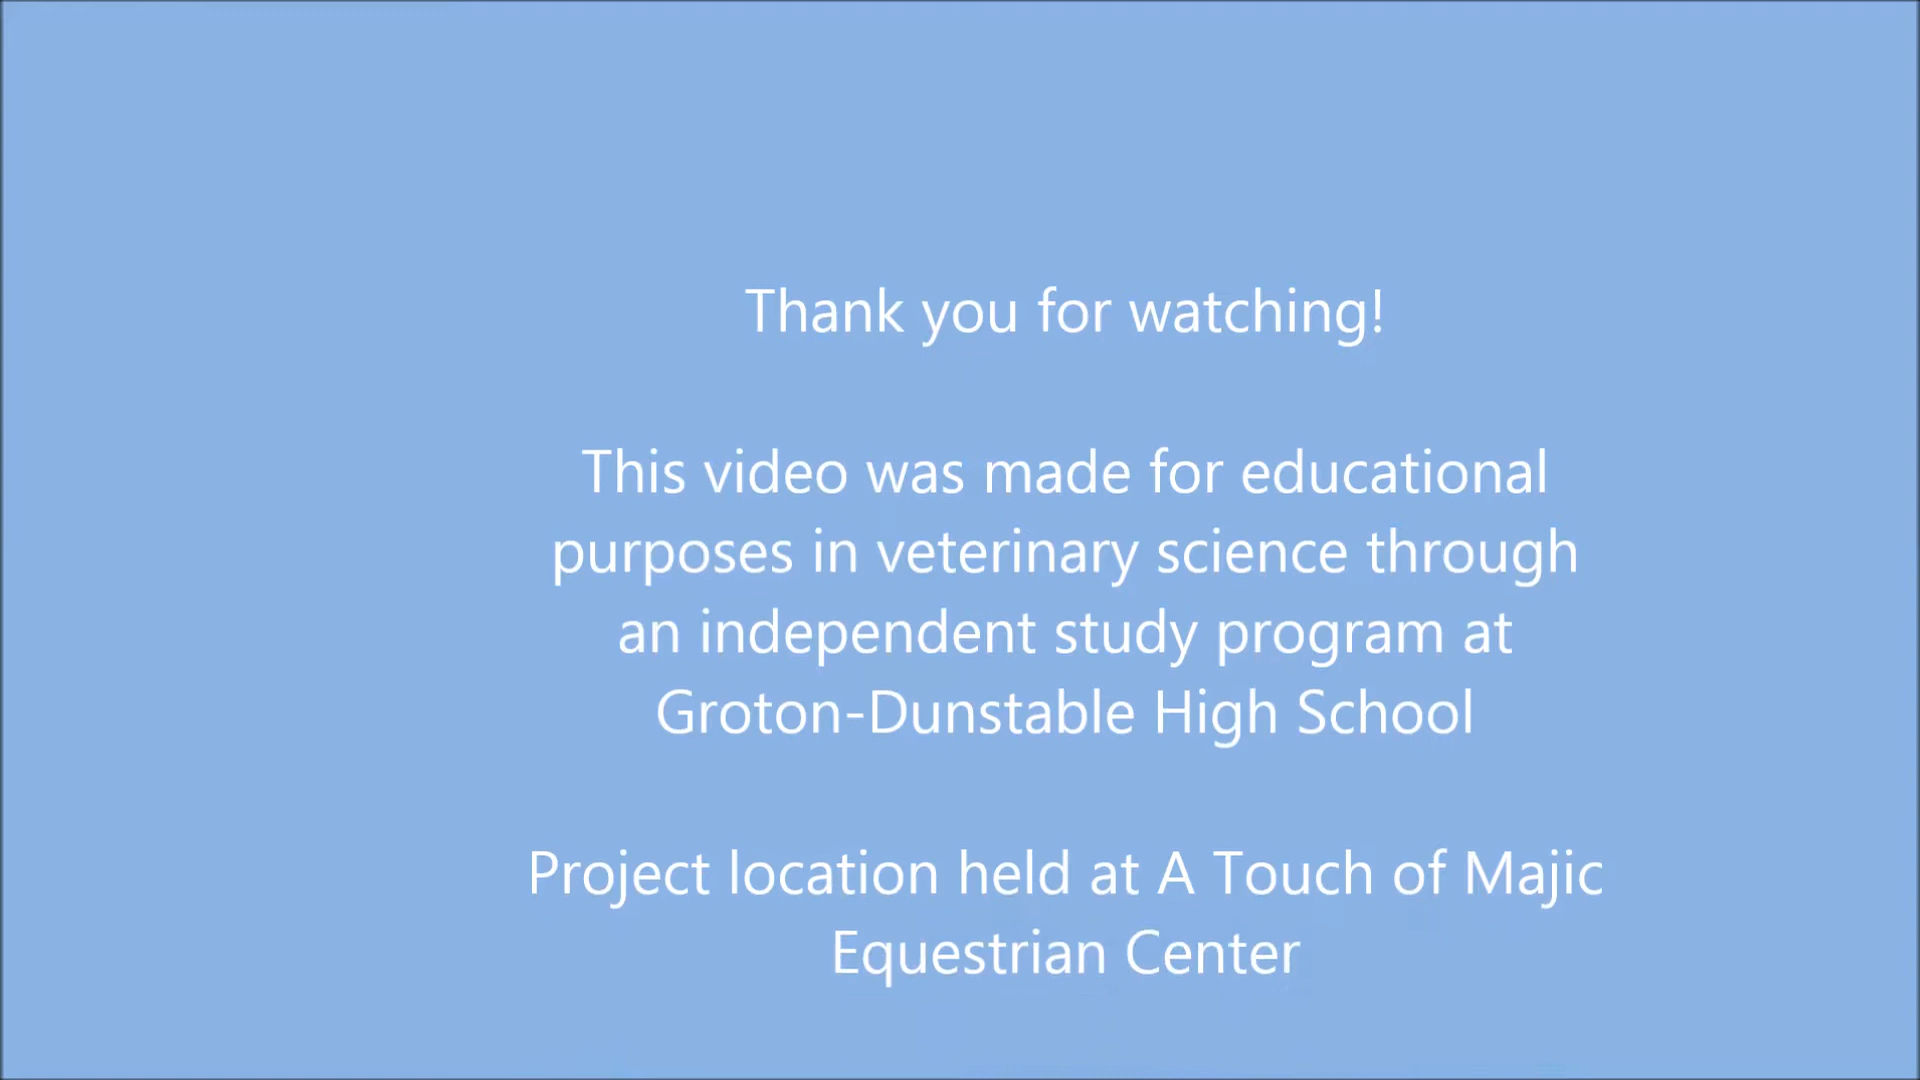 Thank you for watching!
This video was made for educational
purposes in veterinary science through
an independent study program at
Groton-Dunstable High School
Project location held at A Touch of Majic
Equestrian Center